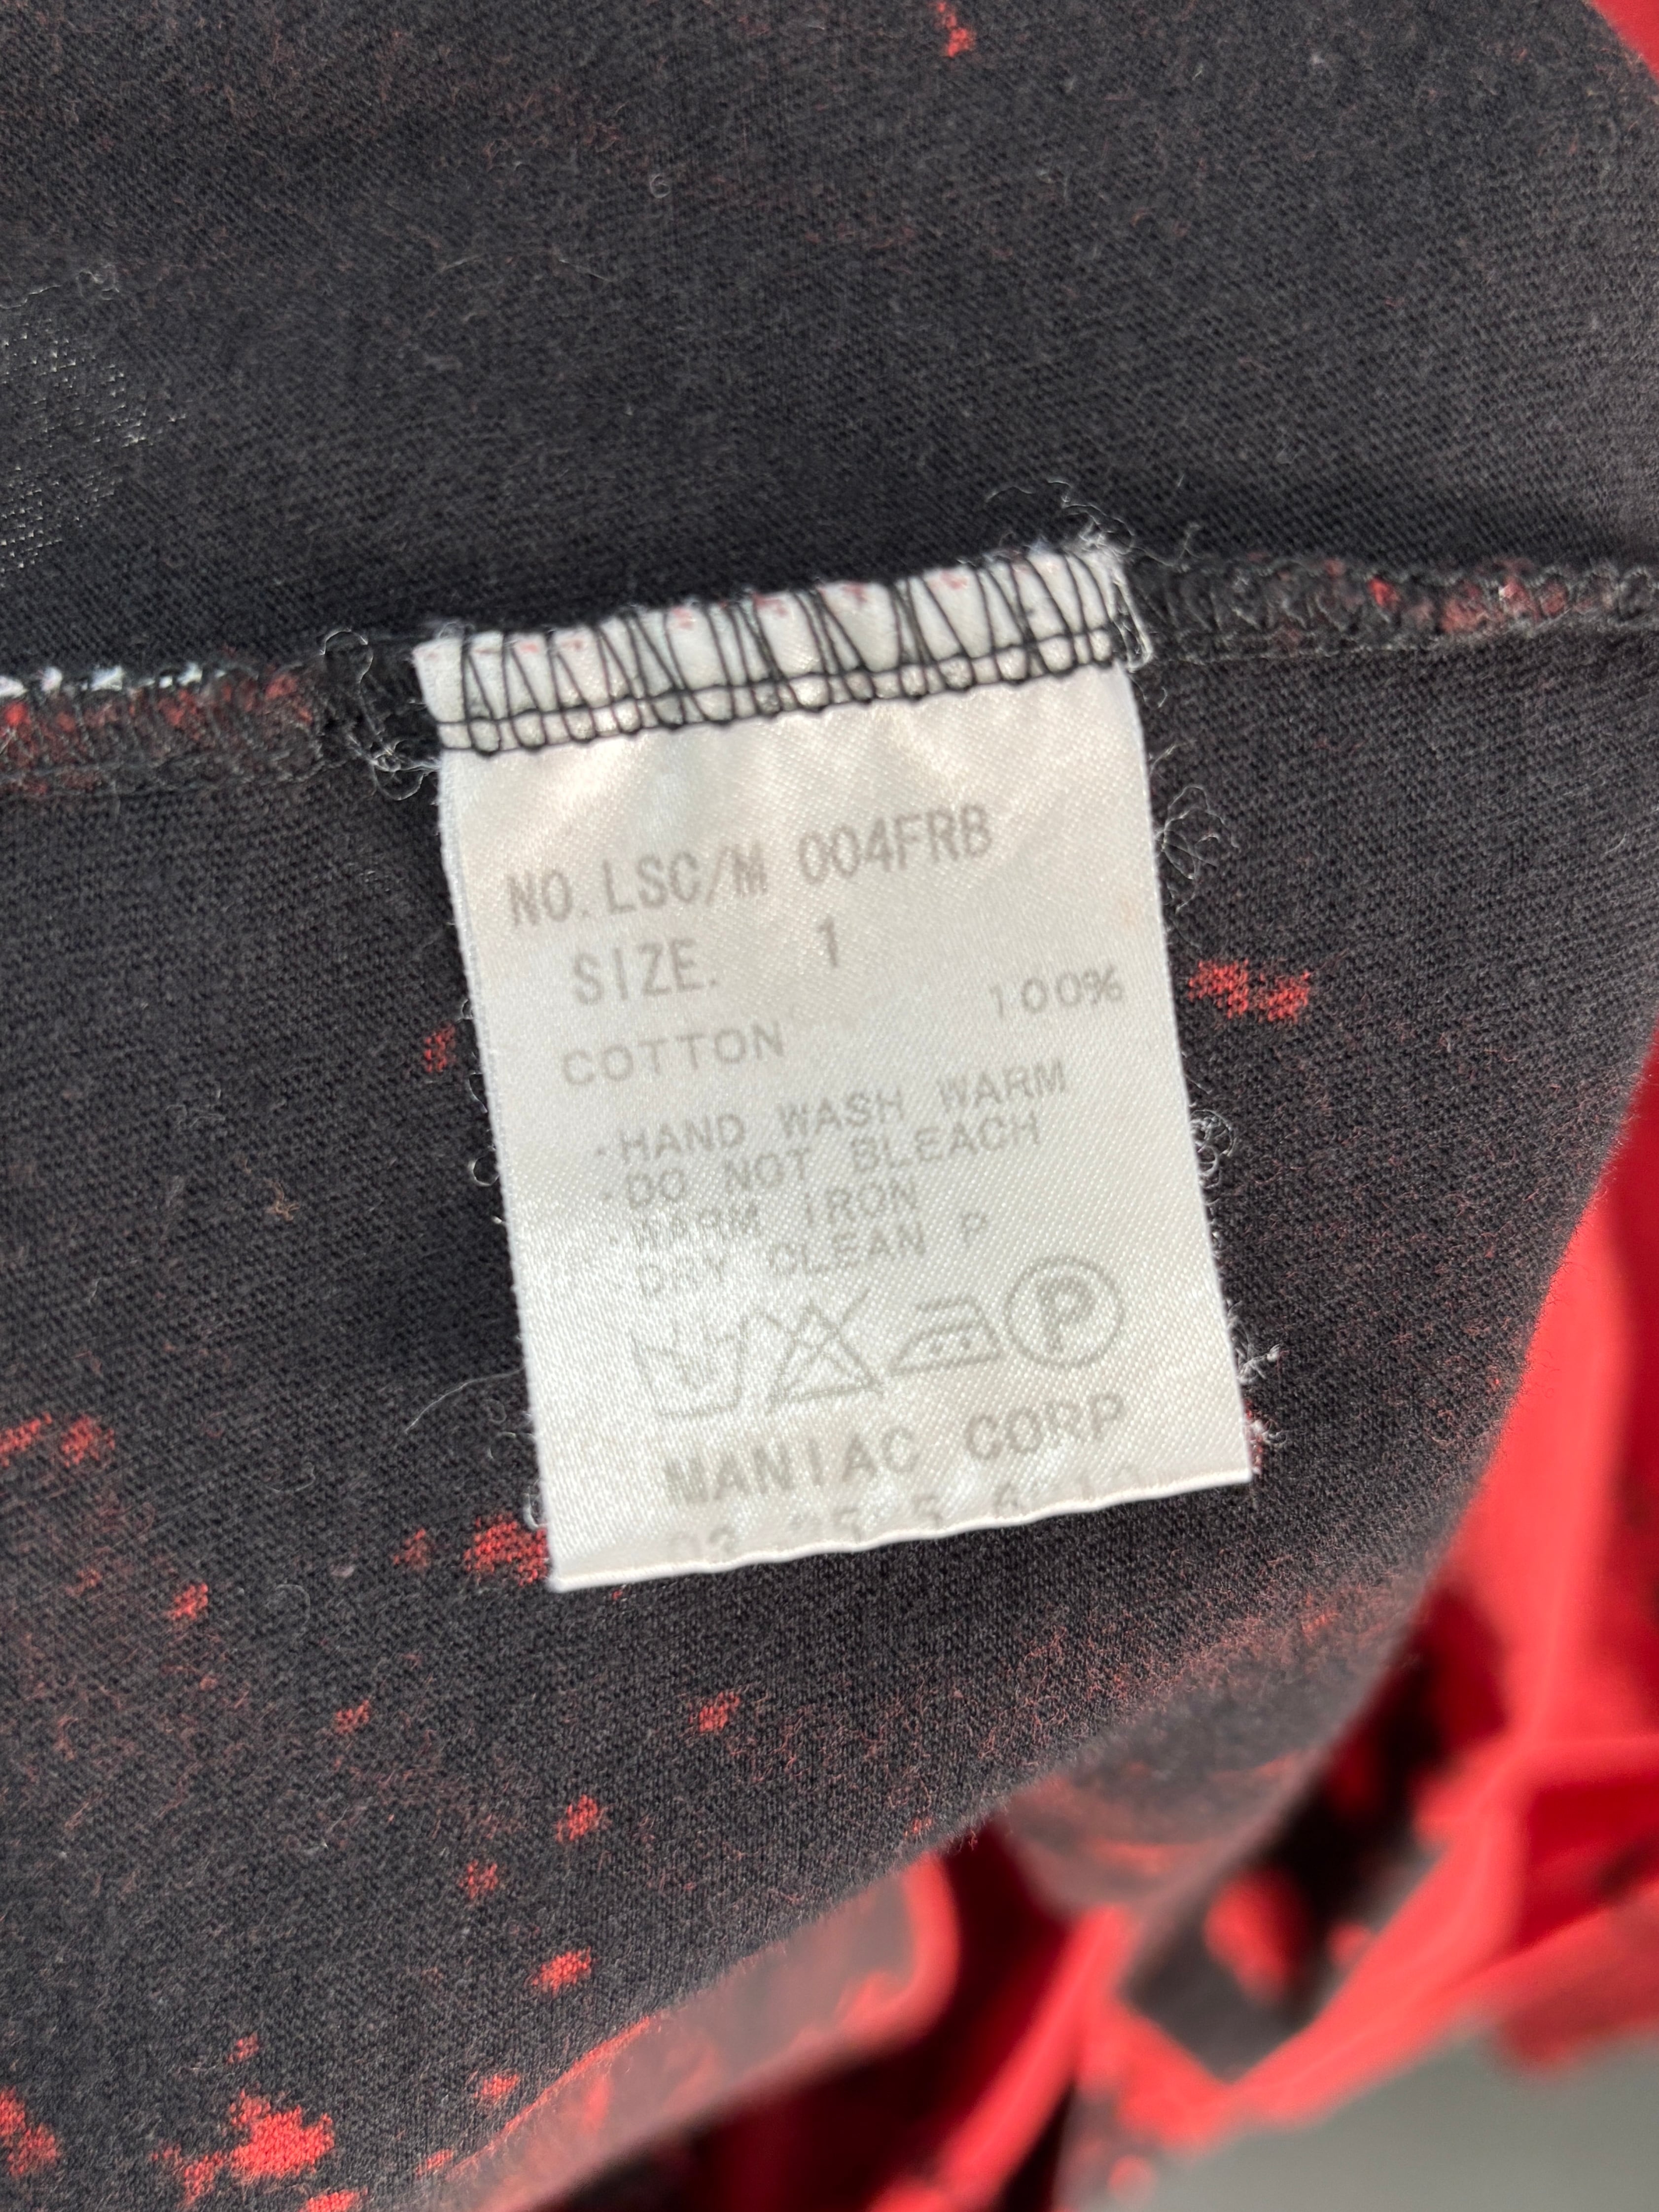 NO. LSC/M 004FRB
SIZE. 1
COTTON 100%
·HAND WASH WARM
·DO NOT BLEACH
·WARM IRON
DRY CLEAN P
P
MANIAC CORP